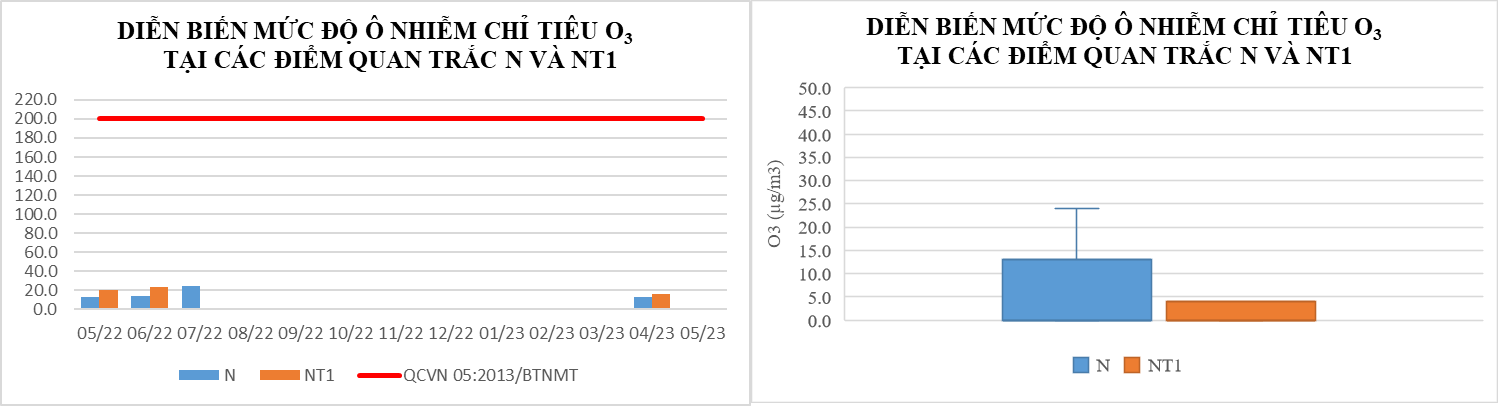 DIỄN BIẾN MỨC ĐỘ Ô NHIỄM CHỈ TIÊU O₃
TẠI CÁC ĐIỂM QUAN TRẮC N VÀ NT1
220.0
200.0
180.0
160.0
140.0
120.0
100.0
80.0
60.0
40.0
20.0
0.0
05/22 06/22 07/22 08/22 09/22 10/22 11/22 12/22 01/23 02/23 03/23 04/23 05/23
N NT1 QCVN 05:2013/BTNMT
DIỄN BIẾN MỨC ĐỘ Ô NHIỄM CHỈ TIÊU O₃
TẠI CÁC ĐIỂM QUAN TRẮC N VÀ NT1
O3 (µg/m3)
50.0
45.0
40.0
35.0
30.0
25.0
20.0
15.0
10.0
5.0
0.0
N NT1